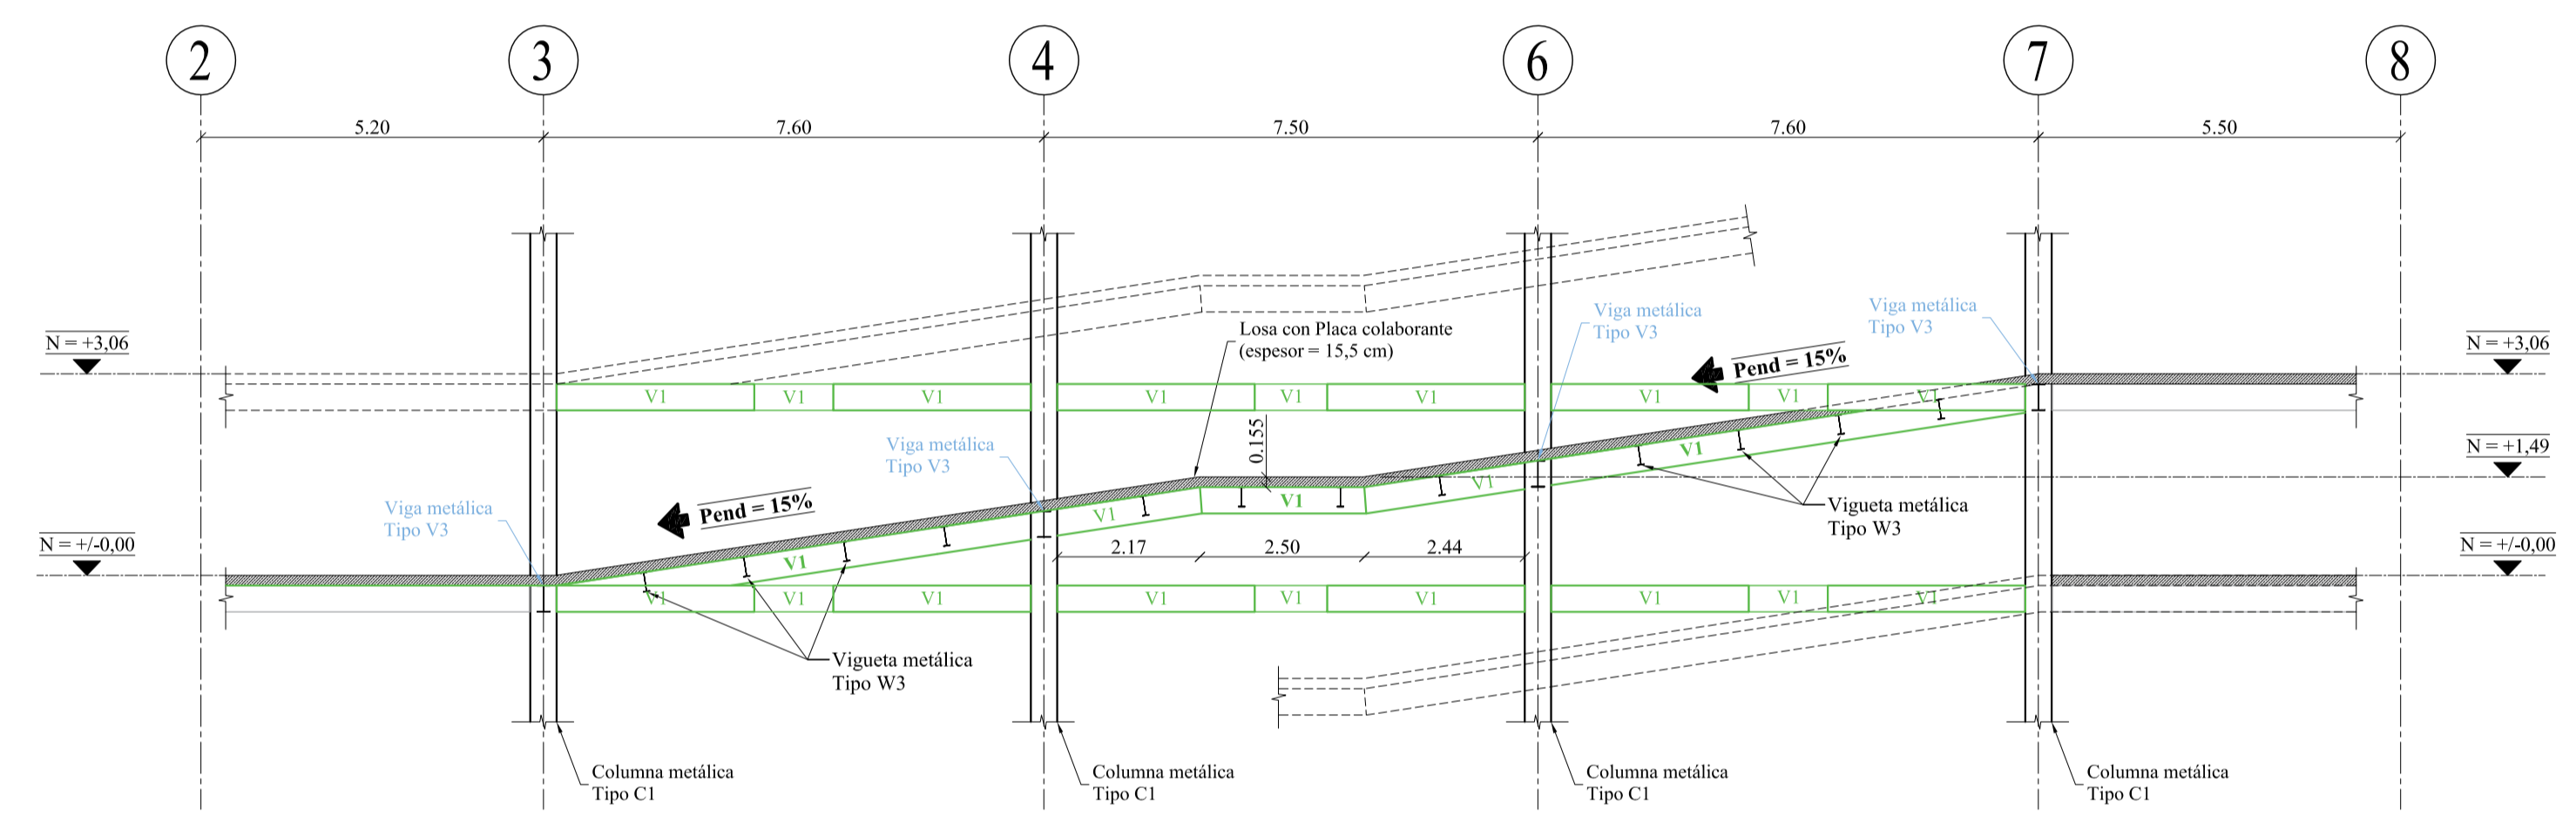 2 3 4 6 7 8
5.20 7.60 7.50 7.60 5.50
Viga metálica
Tipo V3
Viga metálica
Tipo V3
Losa con Placa colaborante
(espesor = 15,5 cm)
N = +3,06
N = +3,06
Pend = 15%
V1 V1 V1 V1 V1 V1 V1 V1 V1
0.155
Viga metálica
Tipo V3
N = +1,49
V1
V1
V1
V1
Pend = 15%
Viga metálica
Tipo V3
Vigueta metálica
Tipo W3
N = +/-0,00
N = +/-0,00
2.17 2.50 2.44
V1
V1 V1 V1 V1 V1 V1 V1 V1 V1
Vigueta metálica
Tipo W3
Columna metálica
Tipo C1
Columna metálica
Tipo C1
Columna metálica
Tipo C1
Columna metálica
Tipo C1